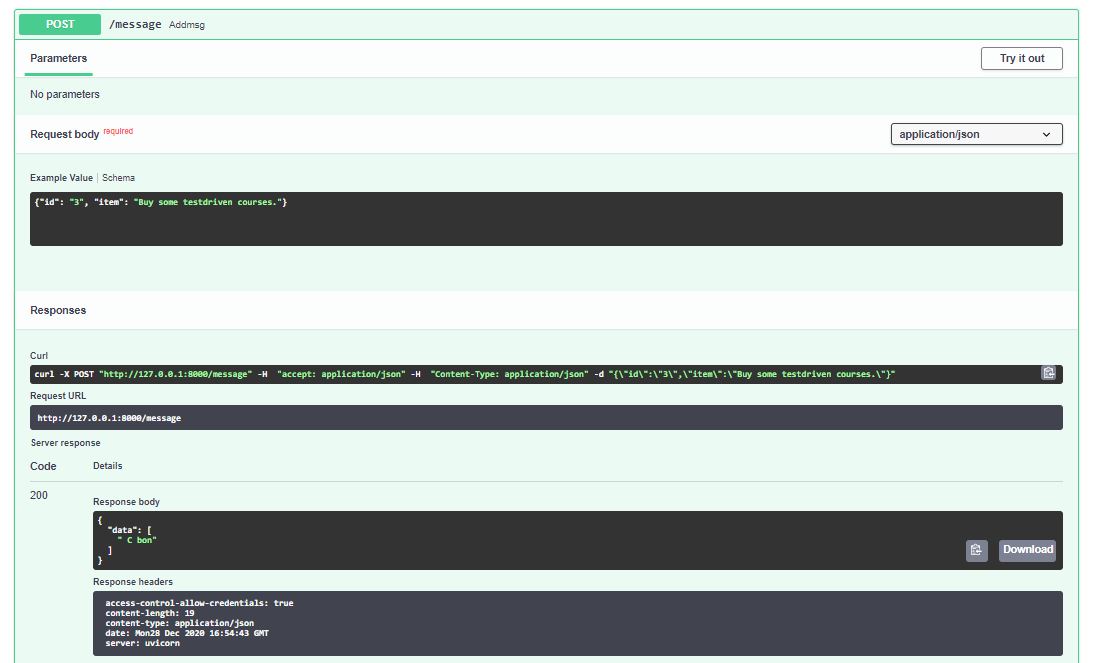 POST /message Addmsg
Parameters Try it out
No parameters
Request body required application/json
Example Value | Schema
{"id": "3", "item": "Buy some testdriven courses."}
Responses
Curl
curl -X POST "http://127.0.0.1:8000/message" -H  "accept: application/json" -H  "Content-Type: application/json" -d "{\"id\":\"3\",\"item\":\"Buy some testdriven courses.\"}"
Request URL
http://127.0.0.1:8000/message
Server response
Code Details
200
Response body
{
"data": [
" C bon"
]
}
Download
Response headers
access-control-allow-credentials: true
content-length: 19
content-type: application/json
date: Mon28 Dec 2020 16:54:43 GMT
server: uvicorn